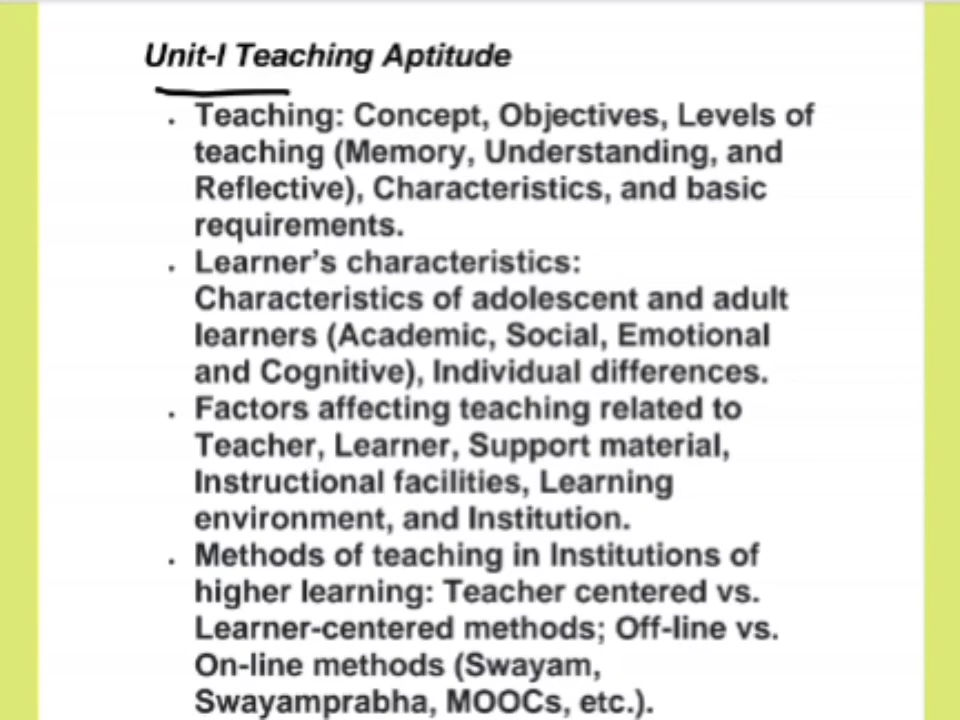 Unit-I Teaching Aptitude
. Teaching: Concept, Objectives, Levels of
teaching (Memory, Understanding, and
Reflective), Characteristics, and basic
requirements.
. Learner's characteristics:
Characteristics of adolescent and adult
learners (Academic, Social, Emotional
and Cognitive), Individual differences.
. Factors affecting teaching related to
Teacher, Learner, Support material,
Instructional facilities, Learning
environment, and Institution.
. Methods of teaching in Institutions of
higher learning: Teacher centered vs.
Learner-centered methods; Off-line vs.
On-line methods (Swayam,
Swayamprabha, MOOCs, etc.).